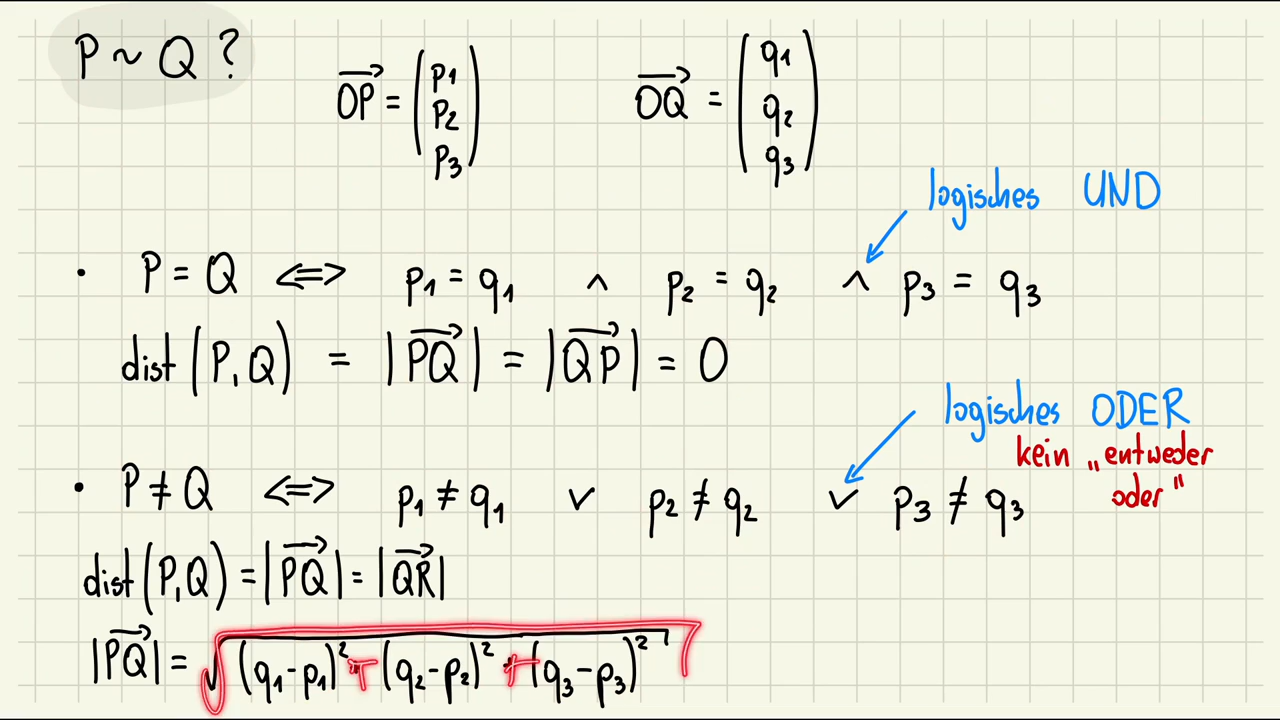 P ~ Q ?
→OP = (p1 p2 p3) →OQ = (q1 q2 q3)
logisches UND
• P = Q ⟺ p1 = q1 ∧ p2 = q2 ∧ p3 = q3
dist (P, Q) = |→PQ| = |→QP| = 0
logisches ODER
kein „entweder
oder"
• P ≠ Q ⟺ p1 ≠ q1 ∨ p2 ≠ q2 ∨ p3 ≠ q3
dist (P, Q) = |→PQ| = |→QR|
|→PQ| = √((q1-p1)² + (q2-p2)² + (q3-p3)²)